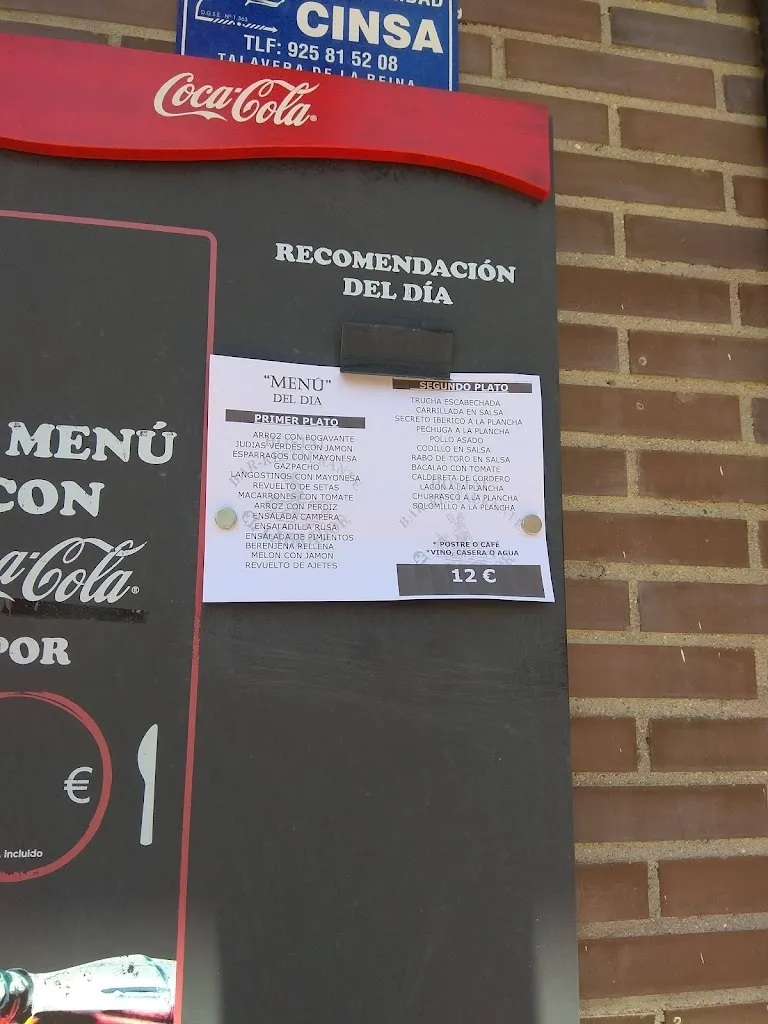 D.G.S.E. Nº 1.363
CINSA
TLF: 925 81 52 08
TALAVERA DE LA REINA
Coca-Cola®
RECOMENDACIÓN
DEL DÍA
"MENÚ"
DEL DIA
PRIMER PLATO
ARROZ CON BOGAVANTE
JUDIAS VERDES CON JAMON
ESPARRAGOS CON MAYONESA
GAZPACHO
LANGOSTINOS CON MAYONESA
REVUELTO DE SETAS
MACARRONES CON TOMATE
ARROZ CON PERDIZ
ENSALADA CAMPERA
ENSALADILLA RUSA
ENSALADA DE PIMIENTOS
BERENJENA RELLENA
MELON CON JAMON
REVUELTO DE AJETES
SEGUNDO PLATO
TRUCHA ESCABECHADA
CARRILLADA EN SALSA
SECRETO IBERICO A LA PLANCHA
PECHUGA A LA PLANCHA
POLLO ASADO
CODILLO EN SALSA
RABO DE TORO EN SALSA
BACALAO CON TOMATE
CALDERETA DE CORDERO
LACON A LA PLANCHA
CHURRASCO A LA PLANCHA
SOLOMILLO A LA PLANCHA
* POSTRE O CAFÉ
*VINO, CASERA O AGUA
12 €
MENÚ
CON
a-Cola®
POR
€
incluido